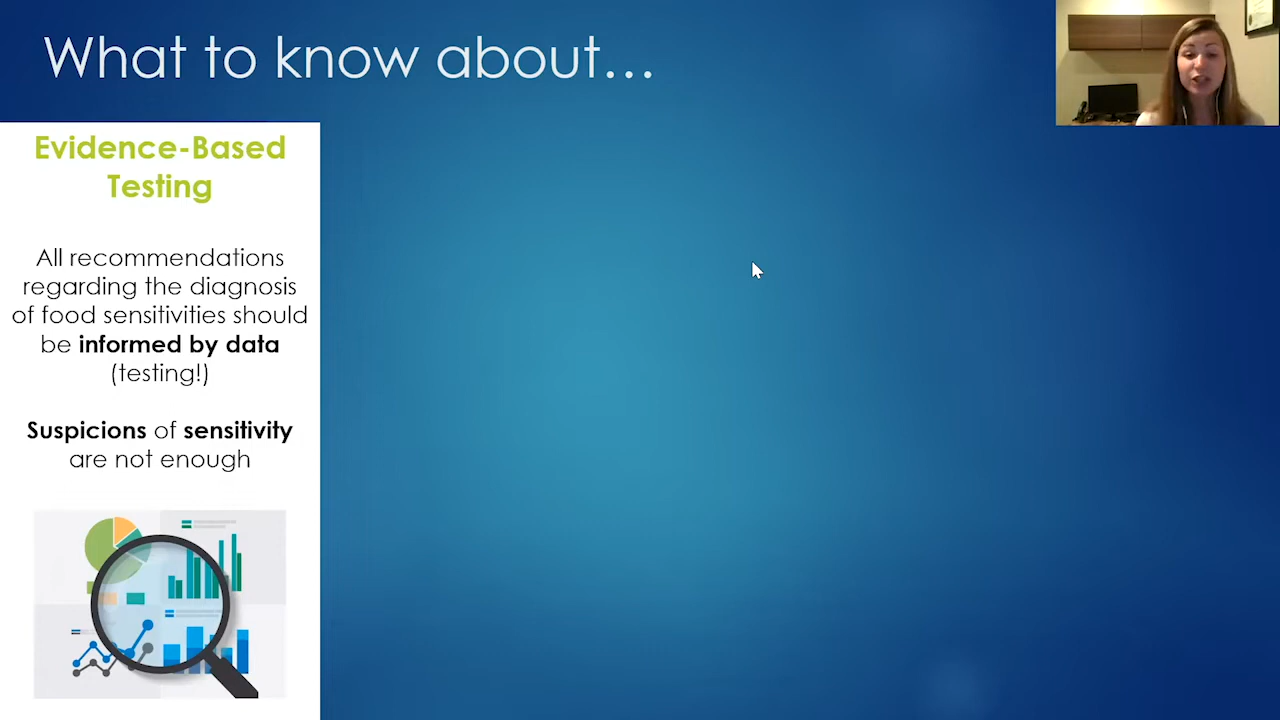 What to know about...
Evidence-Based
Testing
All recommendations
regarding the diagnosis
of food sensitivities should
be informed by data
(testing!)
Suspicions of sensitivity
are not enough